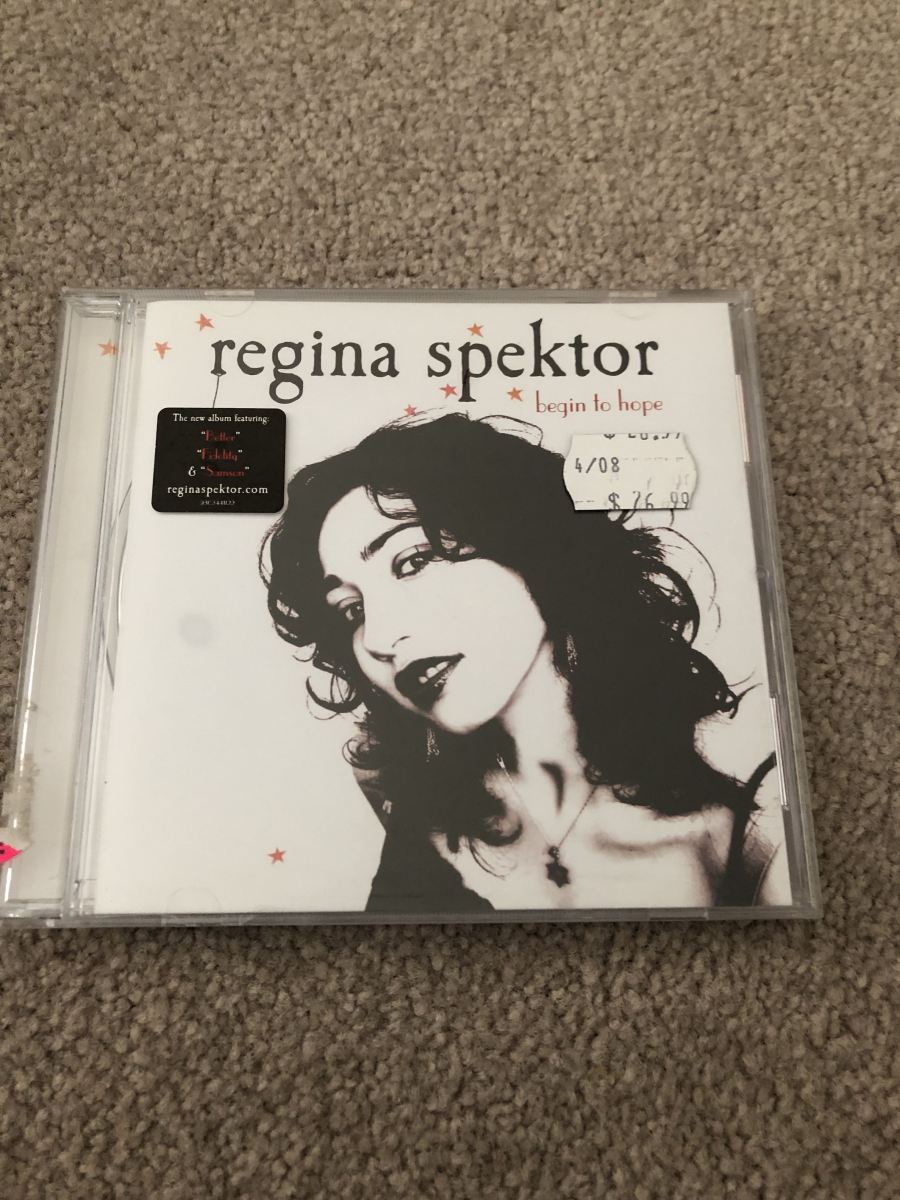 regina spektor
begin to hope
The new album featuring:
"Better"
"Fidelity"
& "Samson"
reginaspektor.com
4/08
$ 26.99